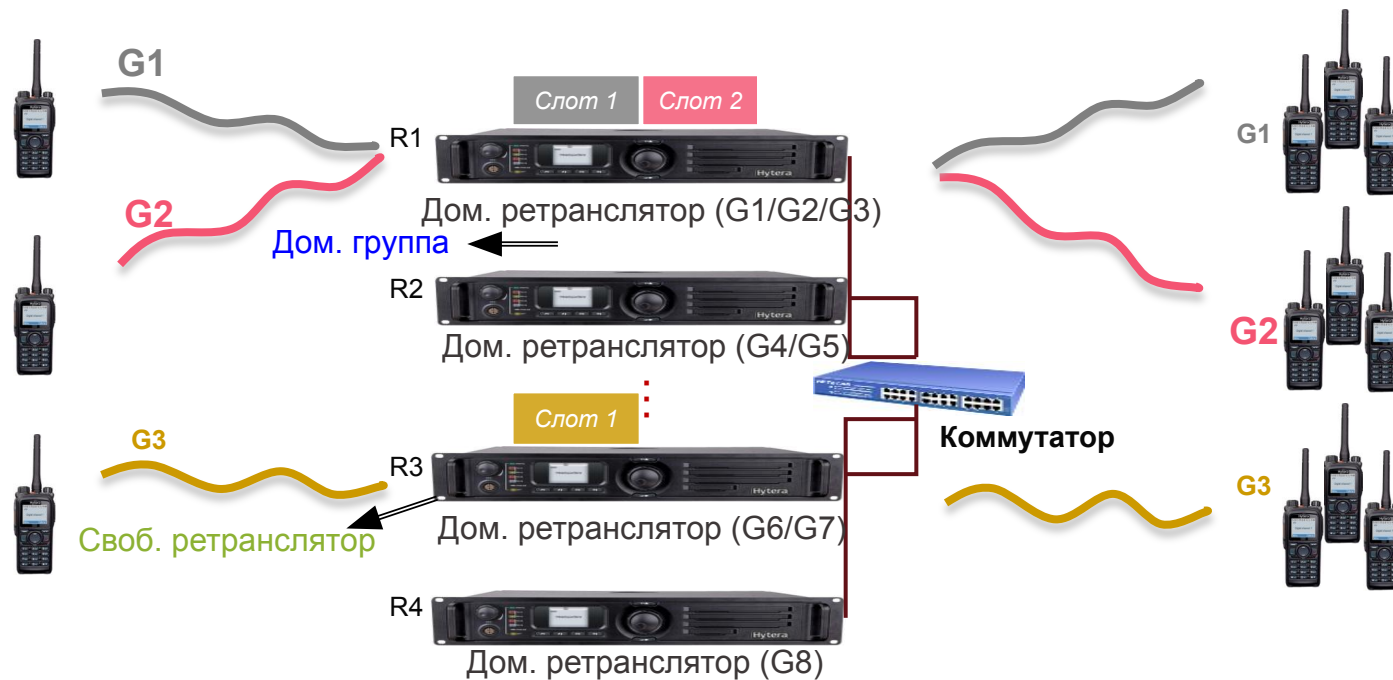 G1
Слот 1
Слот 2
R1
Hytera
G1
G2
Дом. ретранслятор (G1/G2/G3)
Дом. группа
R2
Hytera
G2
Дом. ретранслятор (G4/G5)
Слот 1
Коммутатор
G3
R3
Hytera
G3
Дом. ретранслятор (G6/G7)
Своб. ретранслятор
R4
Hytera
Дом. ретранслятор (G8)